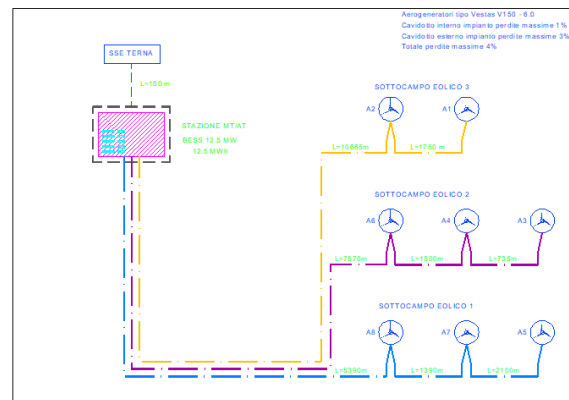 Aerogeneratori tipo Vestas V150 - 6.0
Cavidotto interno impianto perdite massime 1%
Cavidotto esterno impianto perdite massime 3%
Totale perdite massime 4%
SSE TERNA
L=150 m
STAZIONE MT/AT
BESS 12.5 MW
12.5 MWh
SOTTOCAMPO EOLICO 3
A2
A1
L=10665m
L=1760 m
SOTTOCAMPO EOLICO 2
A6
A4
A3
L=7570m
L=1500m
L=735m
SOTTOCAMPO EOLICO 1
A8
A7
A5
L=5390m
L=1390m
L=2100m